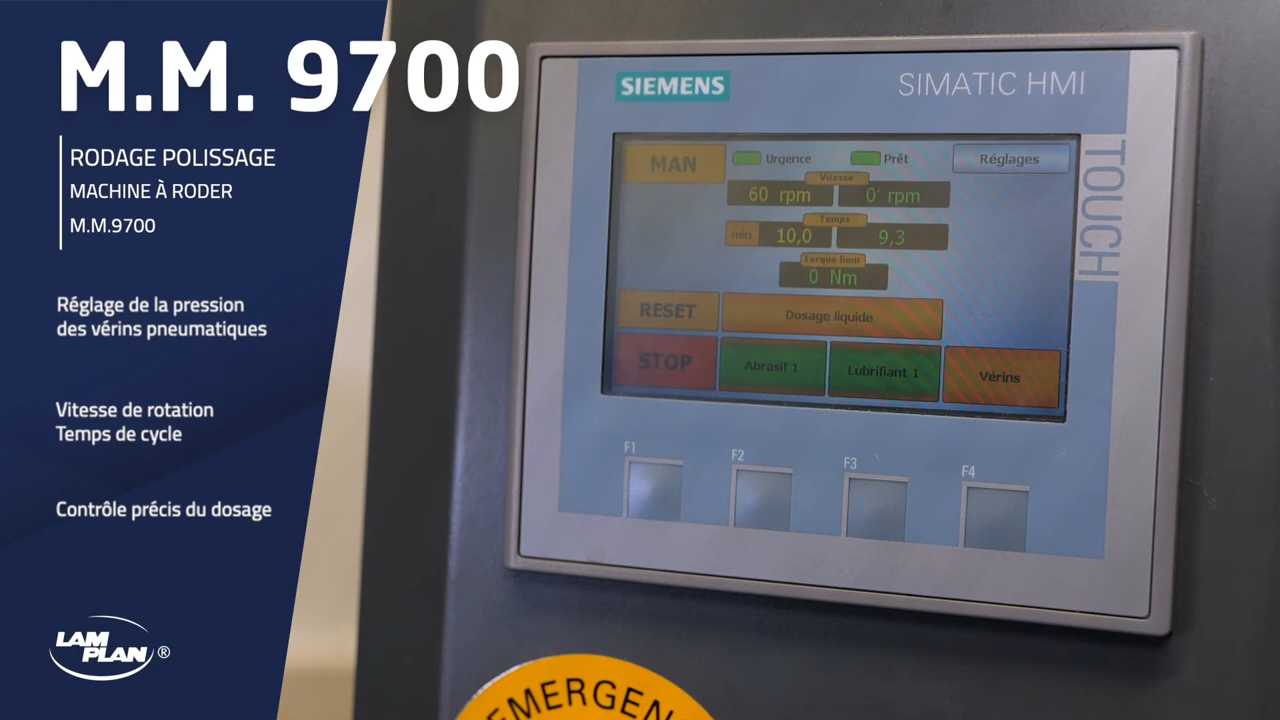 M.M. 9700
RODAGE POLISSAGE
MACHINE À RODER
M.M.9700
Réglage de la pression
des vérins pneumatiques
Vitesse de rotation
Temps de cycle
Contrôle précis du dosage
LAM
PLAN ®
SIEMENS
SIMATIC HMI
TOUCH
MAN
Urgence
Prêt
Réglages
Vitesse
60 rpm
0 rpm
Temps
min
10,0
9,3
Torque limit
0 Nm
RESET
Dosage liquide
STOP
Abrasif 1
Lubrifiant 1
Vérins
F1
F2
F3
F4